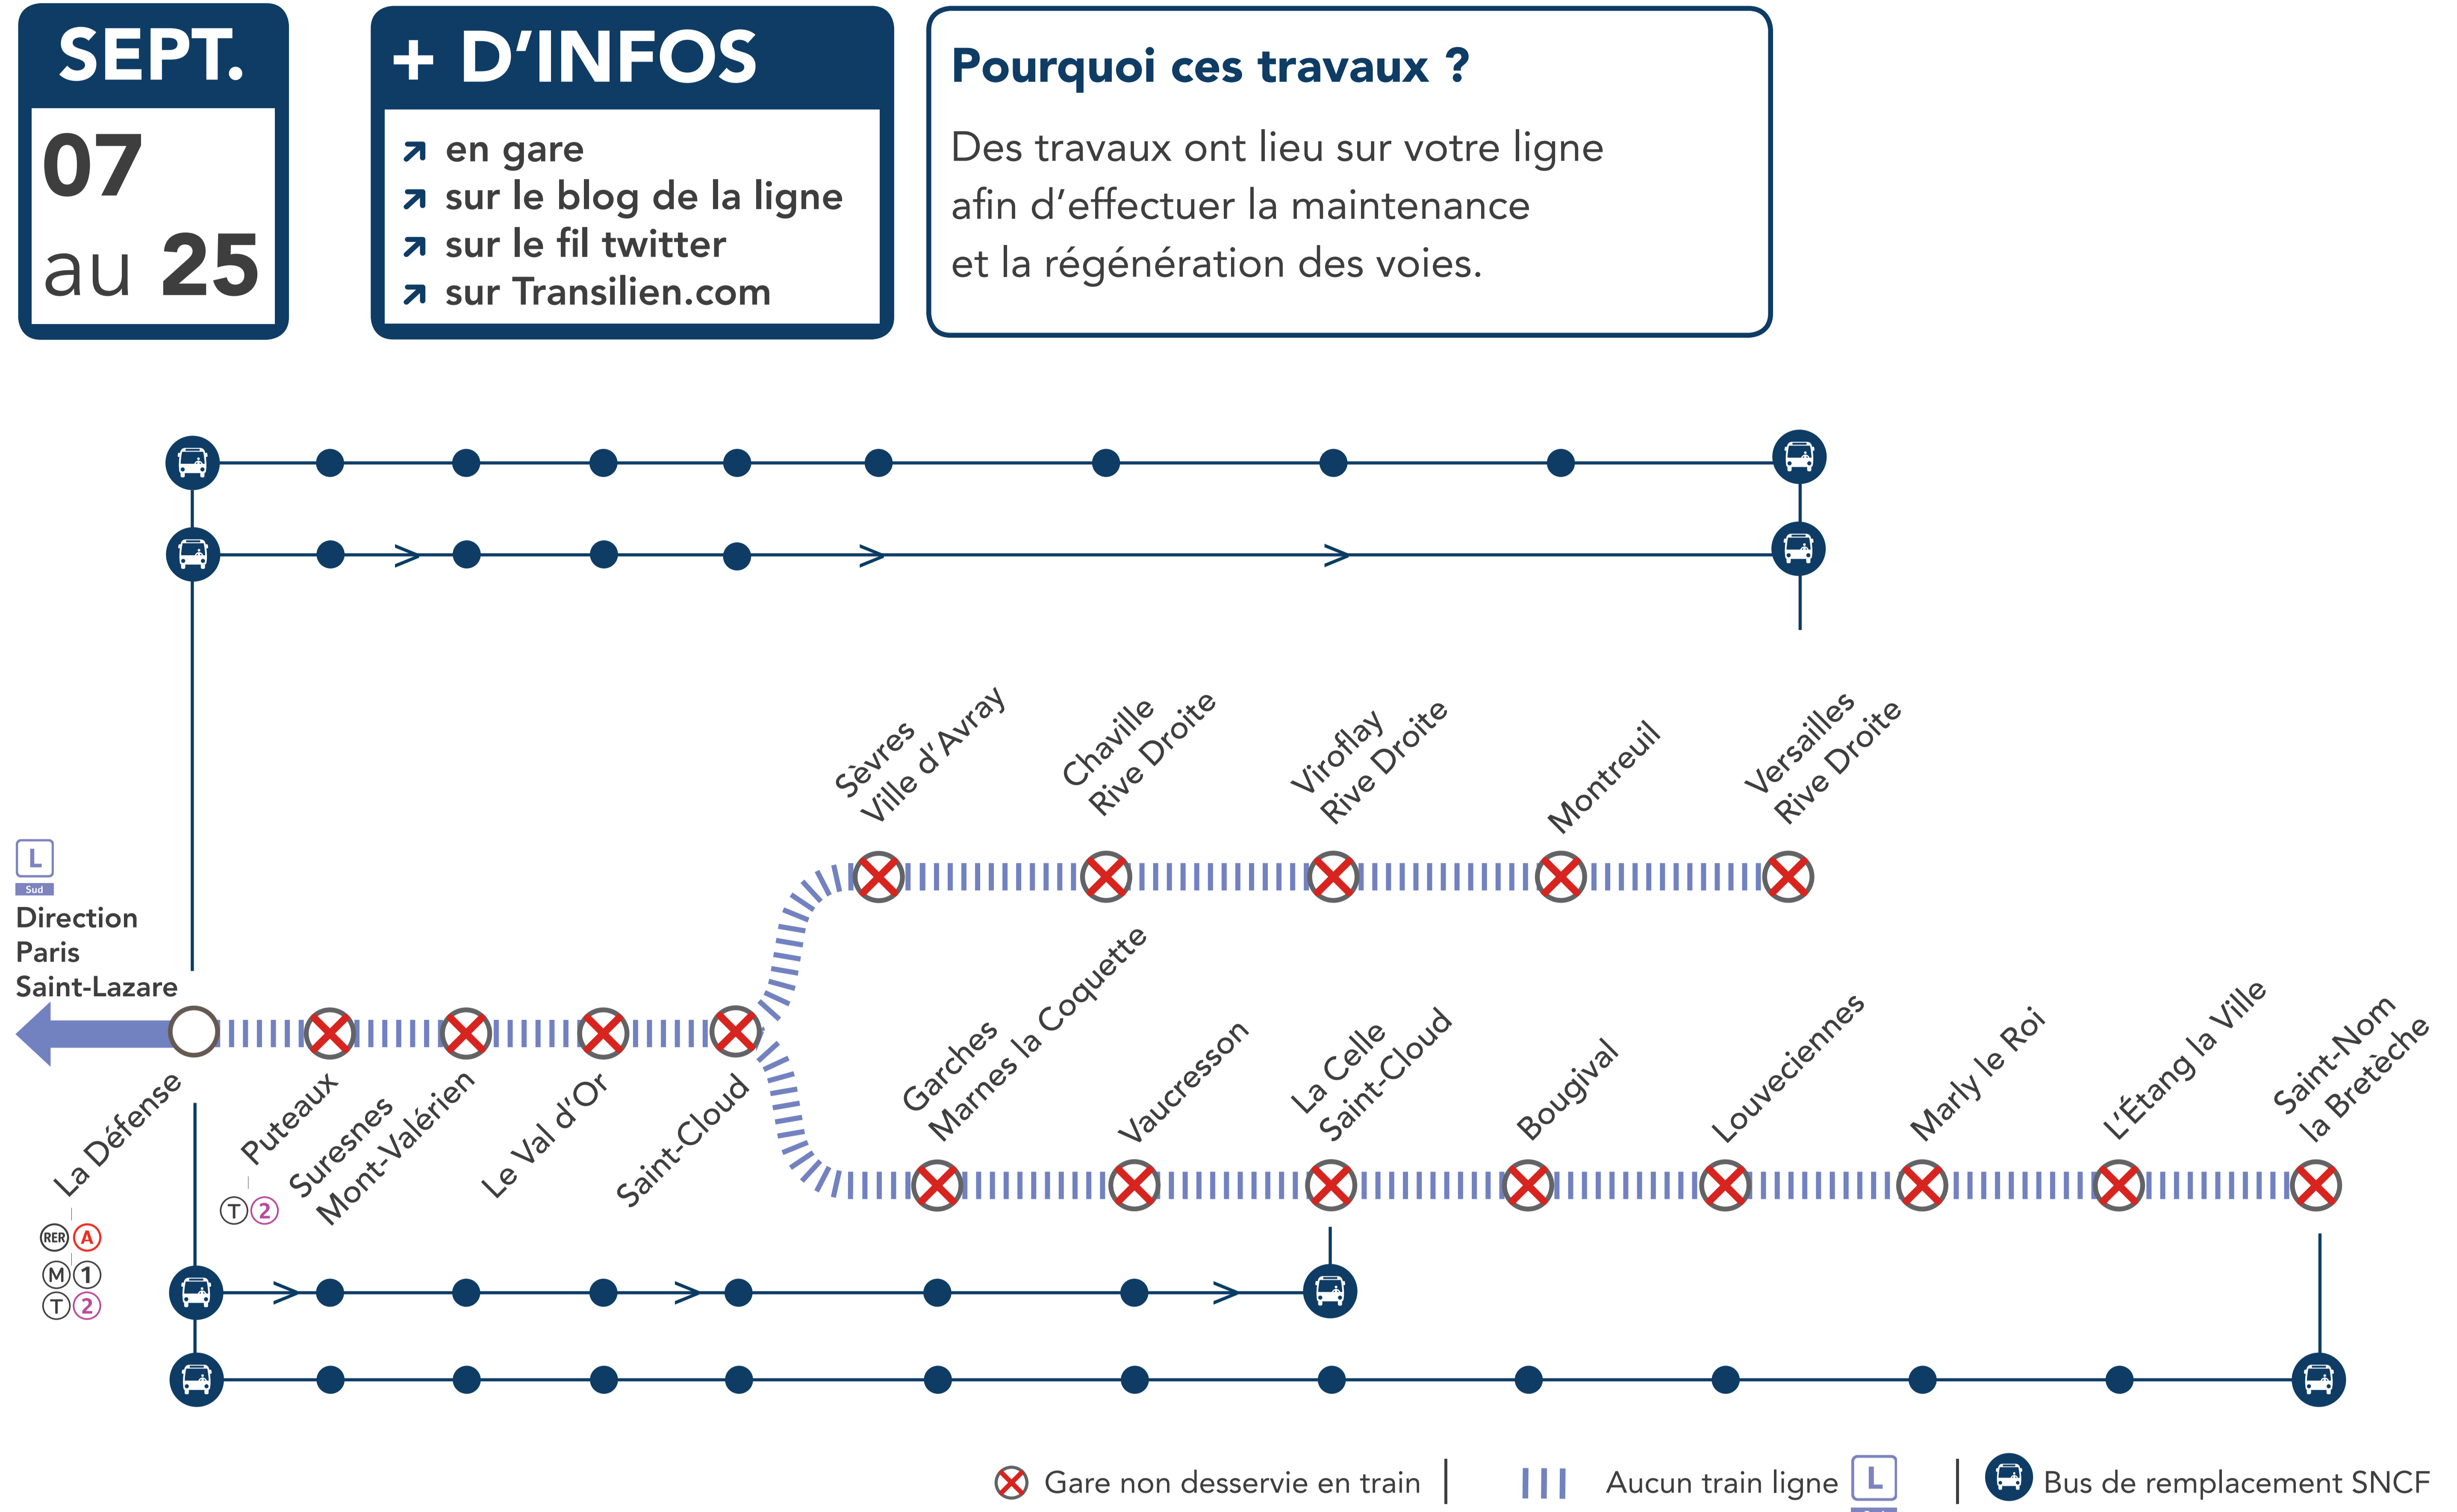 SEPT.
07
au 25
+ D'INFOS
en gare
sur le blog de la ligne
sur le fil twitter
sur Transilien.com
Pourquoi ces travaux ?
Des travaux ont lieu sur votre ligne
afin d'effectuer la maintenance
et la régénération des voies.
Sèvres
Ville d'Avray
Chaville
Rive Droite
Viroflay
Rive Droite
Montreuil
Versailles
Rive Droite
L
Sud
Direction
Paris
Saint-Lazare
La Défense
RER A
M 1
T 2
Puteaux
T 2
Suresnes
Mont-Valérien
Le Val d'Or
Saint-Cloud
Garches
Marnes la Coquette
Vaucresson
La Celle
Saint-Cloud
Bougival
Louveciennes
Marly le Roi
L'Étang la Ville
Saint-Nom
la Bretèche
Gare non desservie en train
Aucun train ligne L
Bus de remplacement SNCF